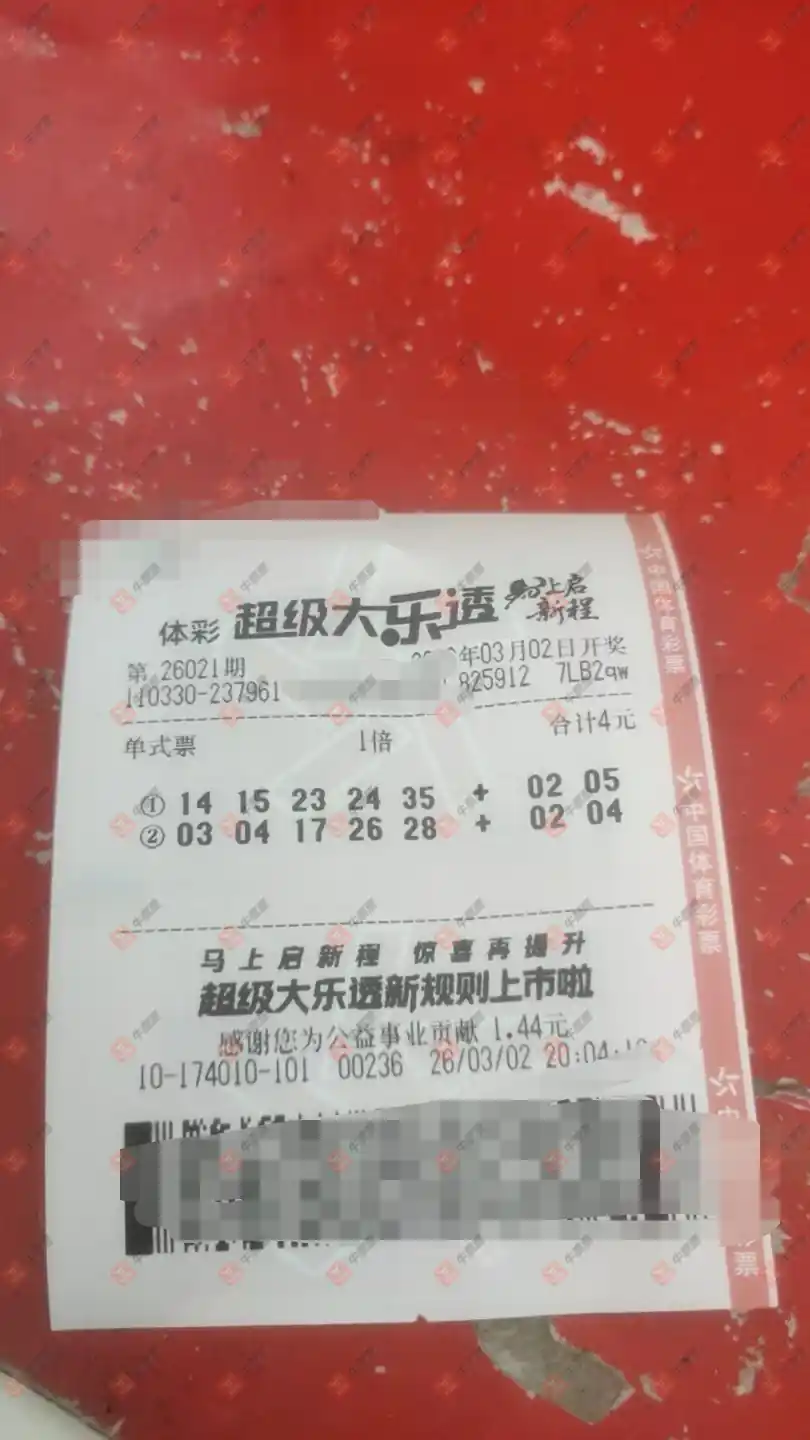 体彩 超级大乐透 马上启
新程
第 26021期 年03月02日开奖
110330-237961 825912 7LB2qw
单式票 1倍 合计4元
① 14 15 23 24 35 + 02 05
② 03 04 17 26 28 + 02 04
马上启新程 惊喜再提升
超级大乐透新规则上市啦
感谢您为公益事业贡献 1.44元
10-174010-101 00236 26/03/02 20:04:
中国体育彩票
中国体育彩票
中
票